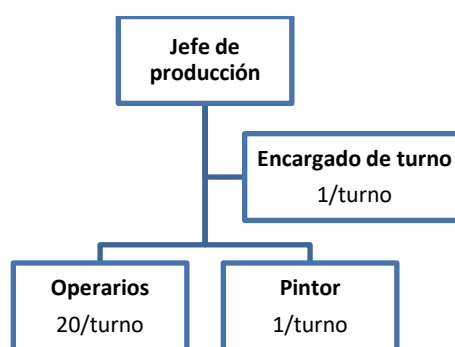 Jefe de
producción
Encargado de turno
1/turno
Operarios
20/turno
Pintor
1/turno